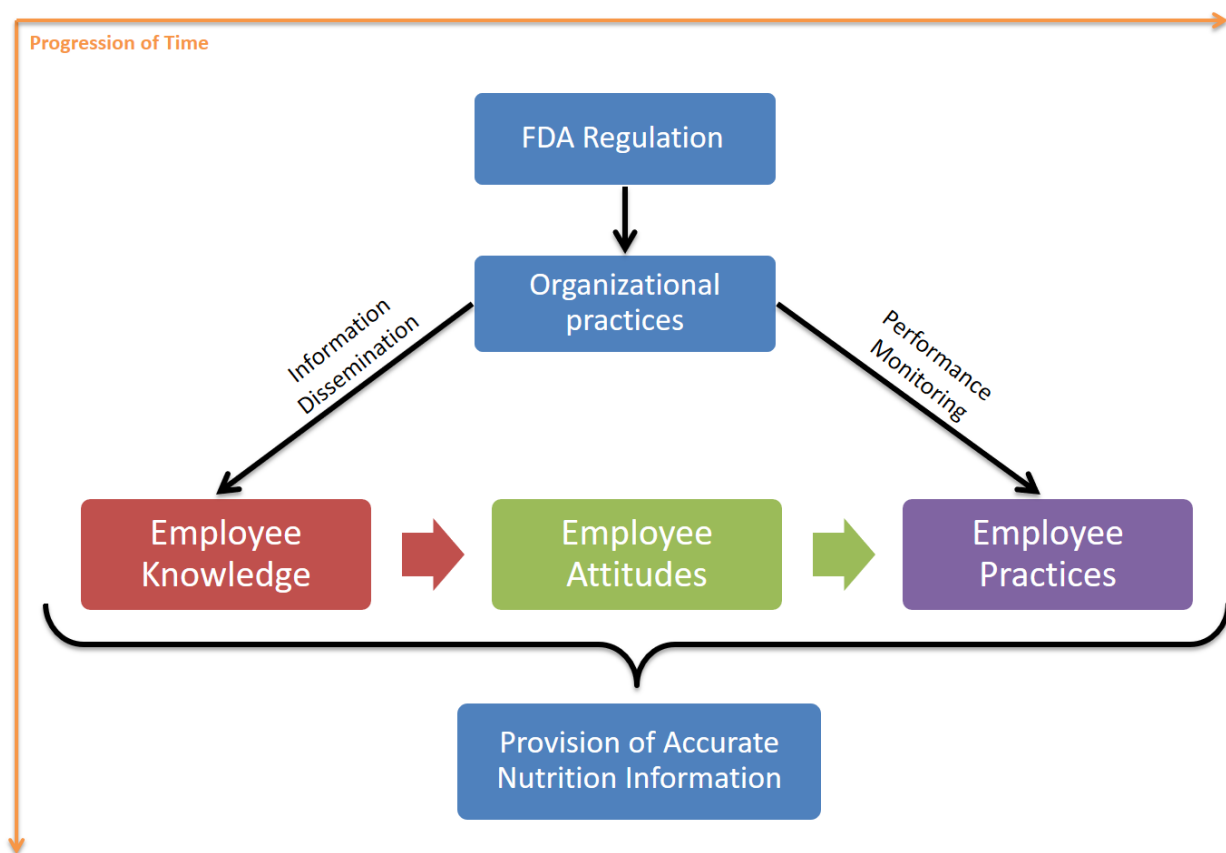 Progression of Time
FDA Regulation
Organizational
practices
Information
Dissemination
Performance
Monitoring
Employee
Knowledge
Employee
Attitudes
Employee
Practices
Provision of Accurate
Nutrition Information